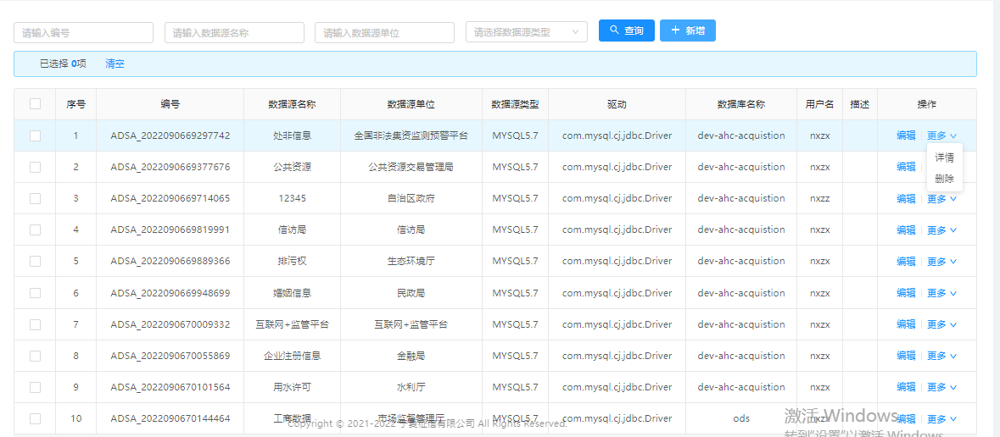 请输入编号 请输入数据源名称 请输入数据源单位 请选择数据源类型 查询 新增
已选择 0项 清空
序号 编号 数据源名称 数据源单位 数据源类型 驱动 数据库名称 用户名 描述 操作
1 ADSA_2022090669297742 处非信息 全国非法集资监测预警平台 MYSQL5.7 com.mysql.cj.jdbc.Driver dev-ahc-acquistion nxzx 编辑 更多
详情
2 ADSA_2022090669377676 公共资源 公共资源交易管理局 MYSQL5.7 com.mysql.cj.jdbc.Driver dev-ahc-acquistion nxzx 编辑
删除
3 ADSA_2022090669714065 12345 自治区政府 MYSQL5.7 com.mysql.cj.jdbc.Driver dev-ahc-acquistion nxzz 编辑 更多
4 ADSA_2022090669819991 信访局 信访局 MYSQL5.7 com.mysql.cj.jdbc.Driver dev-ahc-acquistion nxzx 编辑 更多
5 ADSA_2022090669889366 排污权 生态环境厅 MYSQL5.7 com.mysql.cj.jdbc.Driver dev-ahc-acquistion nxzx 编辑 更多
6 ADSA_2022090669948699 婚姻信息 民政局 MYSQL5.7 com.mysql.cj.jdbc.Driver dev-ahc-acquistion nxzx 编辑 更多
7 ADSA_2022090670009332 互联网+监管平台 互联网+监管平台 MYSQL5.7 com.mysql.cj.jdbc.Driver dev-ahc-acquistion nxzx 编辑 更多
8 ADSA_2022090670055869 企业注册信息 金融局 MYSQL5.7 com.mysql.cj.jdbc.Driver dev-ahc-acquistion nxzx 编辑 更多
9 ADSA_2022090670101564 用水许可 水利厅 MYSQL5.7 com.mysql.cj.jdbc.Driver dev-ahc-acquistion nxzx 编辑 更多
10 ADSA_2022090670144464 工商数据 市场监督管理厅 MYSQL5.7 com.mysql.cj.jdbc.Driver ods nxzx 编辑 更多
Copyright © 2021-2022 宁夏征信有限公司 All Rights Reserved.
激活 Windows
转到"设置"以激活 Windows